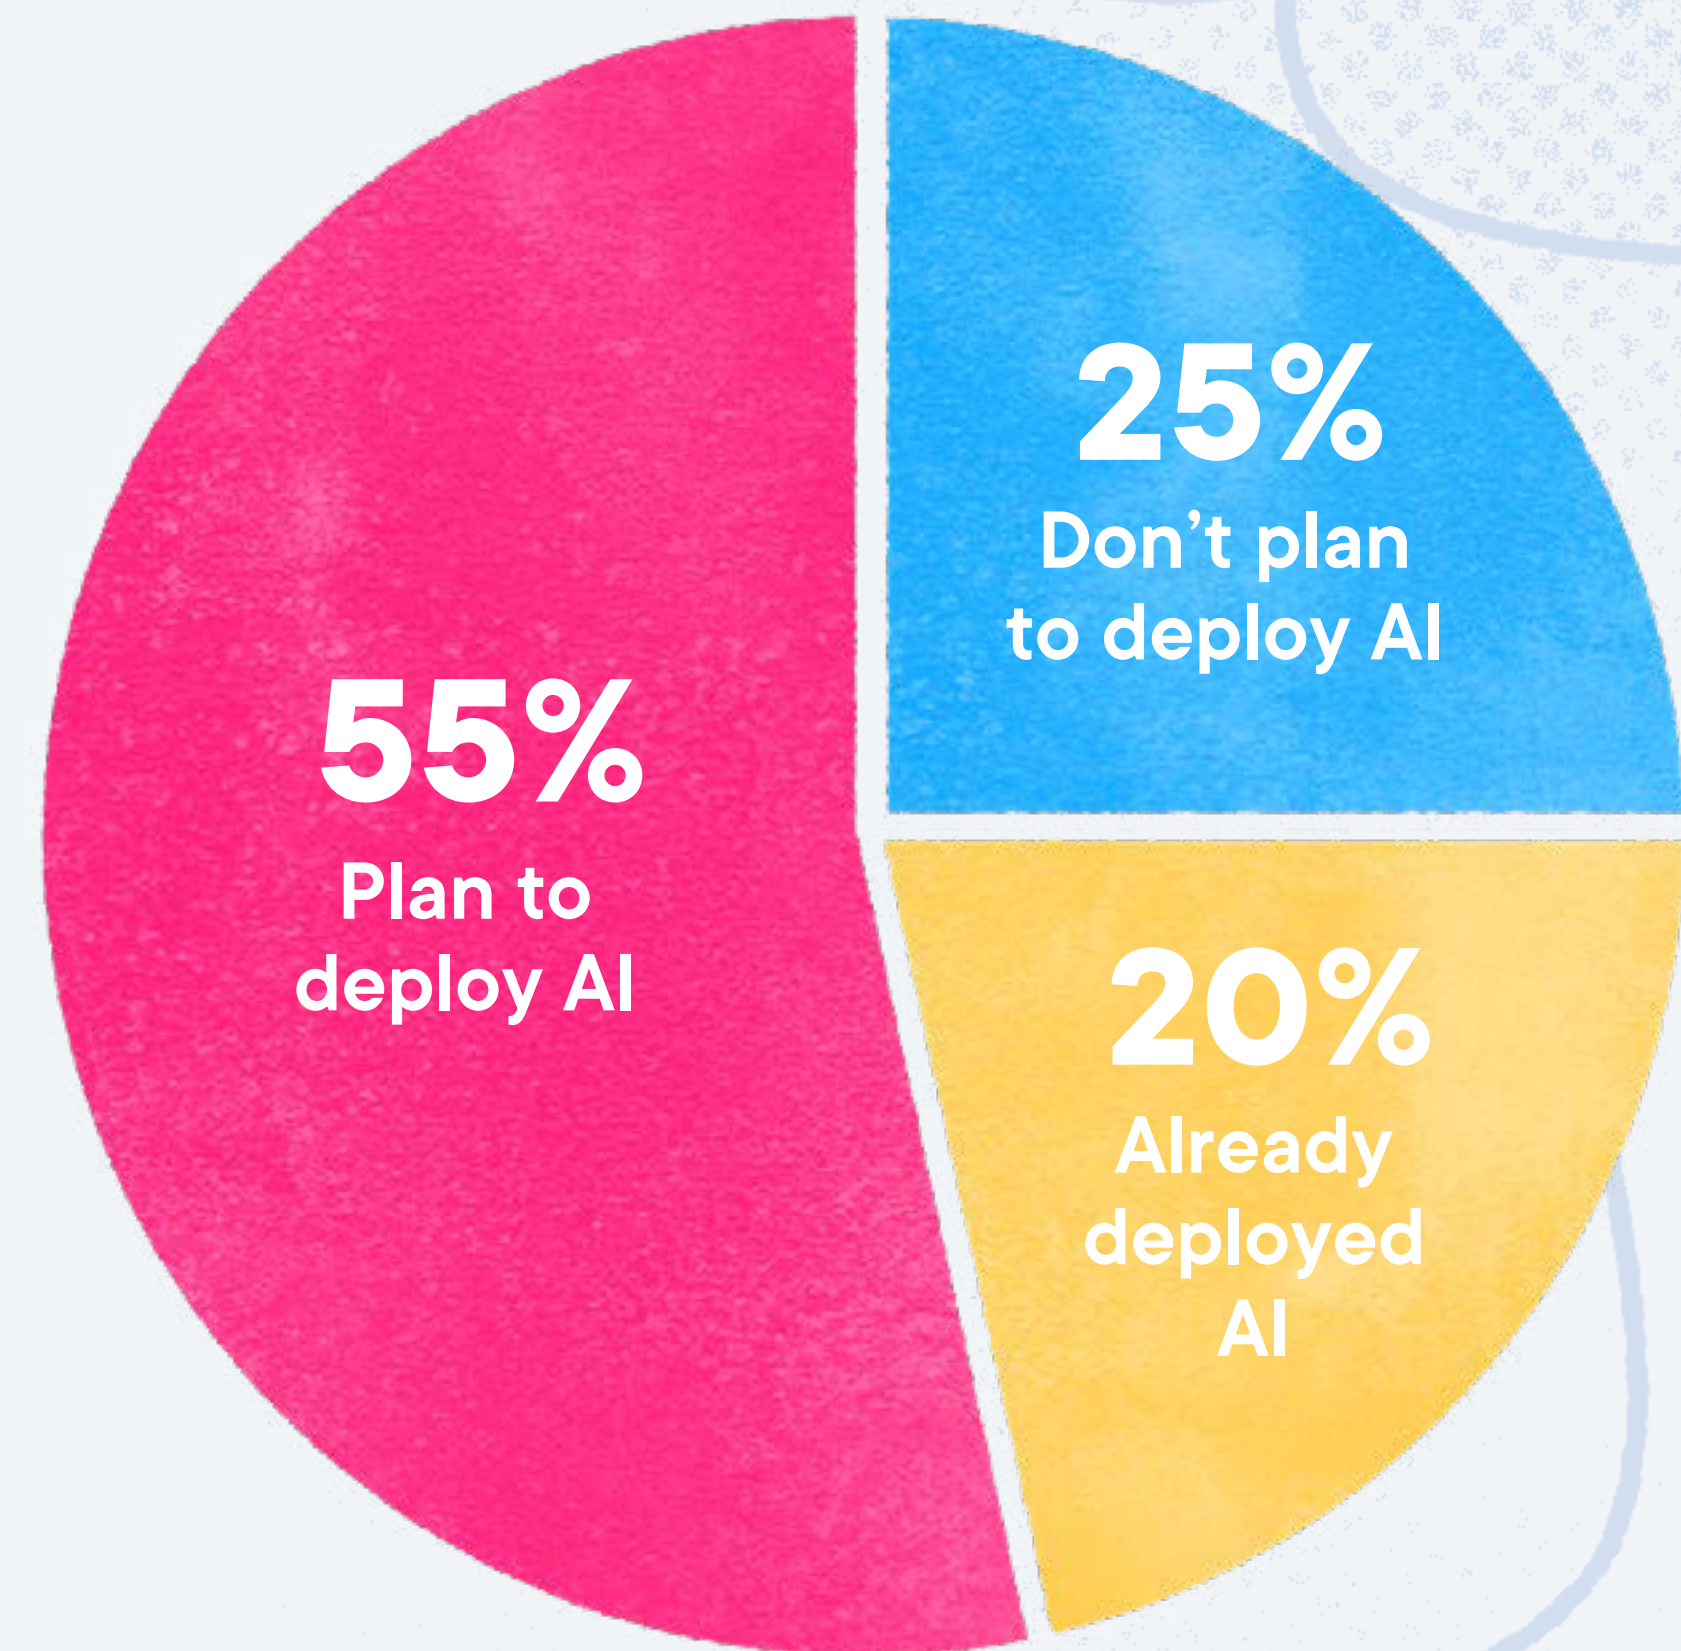 25%
Don’t plan
to deploy AI
55%
Plan to
deploy AI
20%
Already
deployed
AI